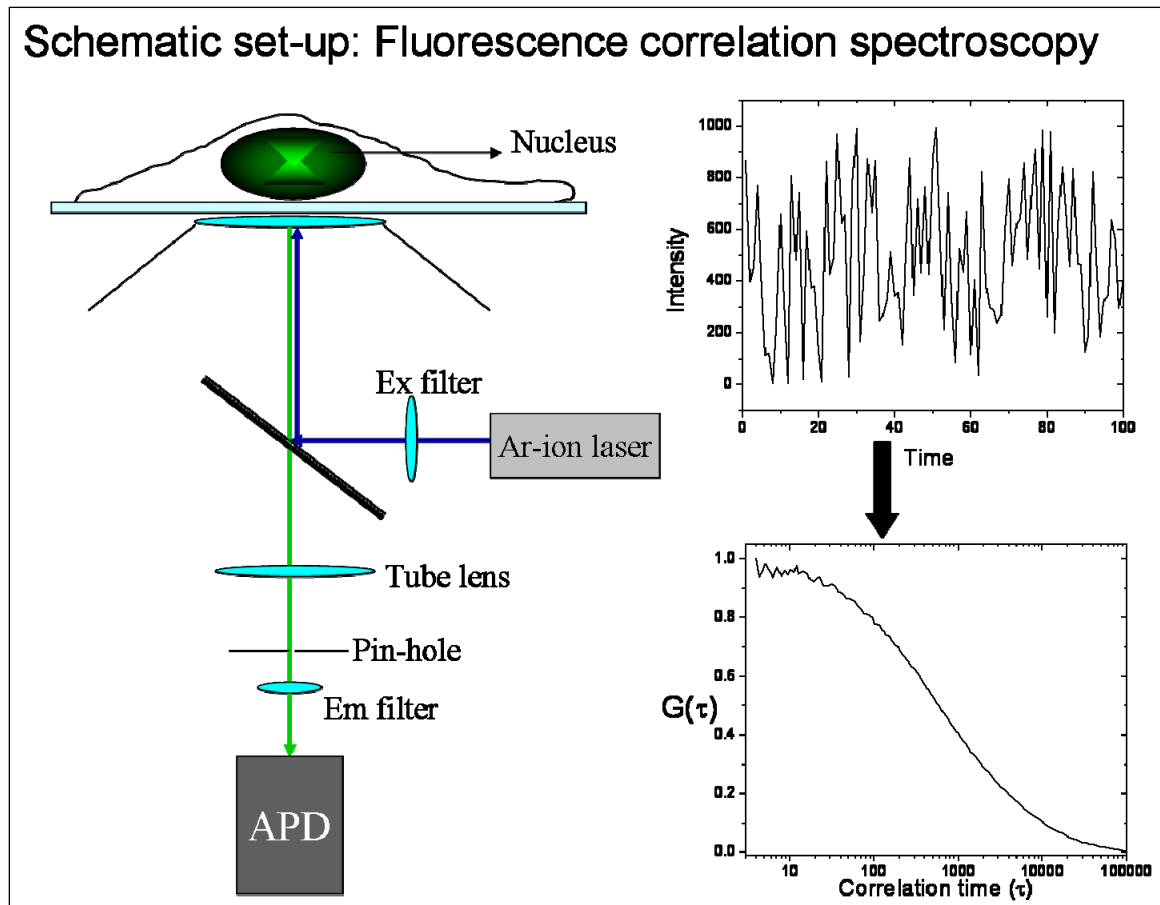 Schematic set-up: Fluorescence correlation spectroscopy
Nucleus
Ex filter
Ar-ion laser
Tube lens
Pin-hole
Em filter
APD
Intensity
1000
800
600
400
200
0
0 20 40 60 80 100
Time
G(τ)
1.0
0.8
0.6
0.4
0.2
0.0
10 100 1000 10000 100000
Correlation time (τ)